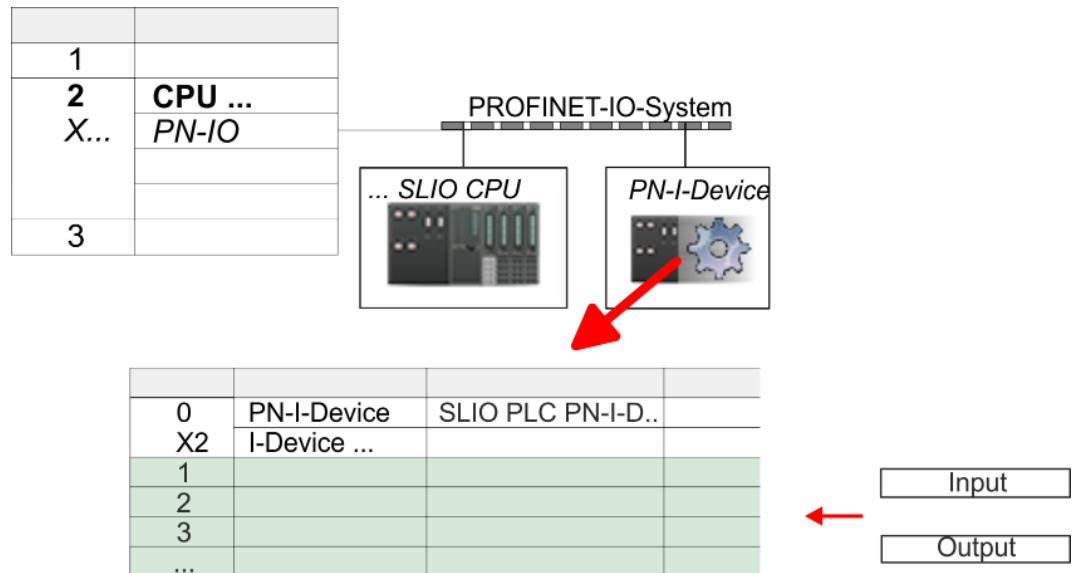 1
2 CPU ...
X... PN-IO
3
PROFINET-IO-System
... SLIO CPU
PN-I-Device
0 PN-I-Device SLIO PLC PN-I-D..
X2 I-Device ...
1
2
3
...
Input
Output